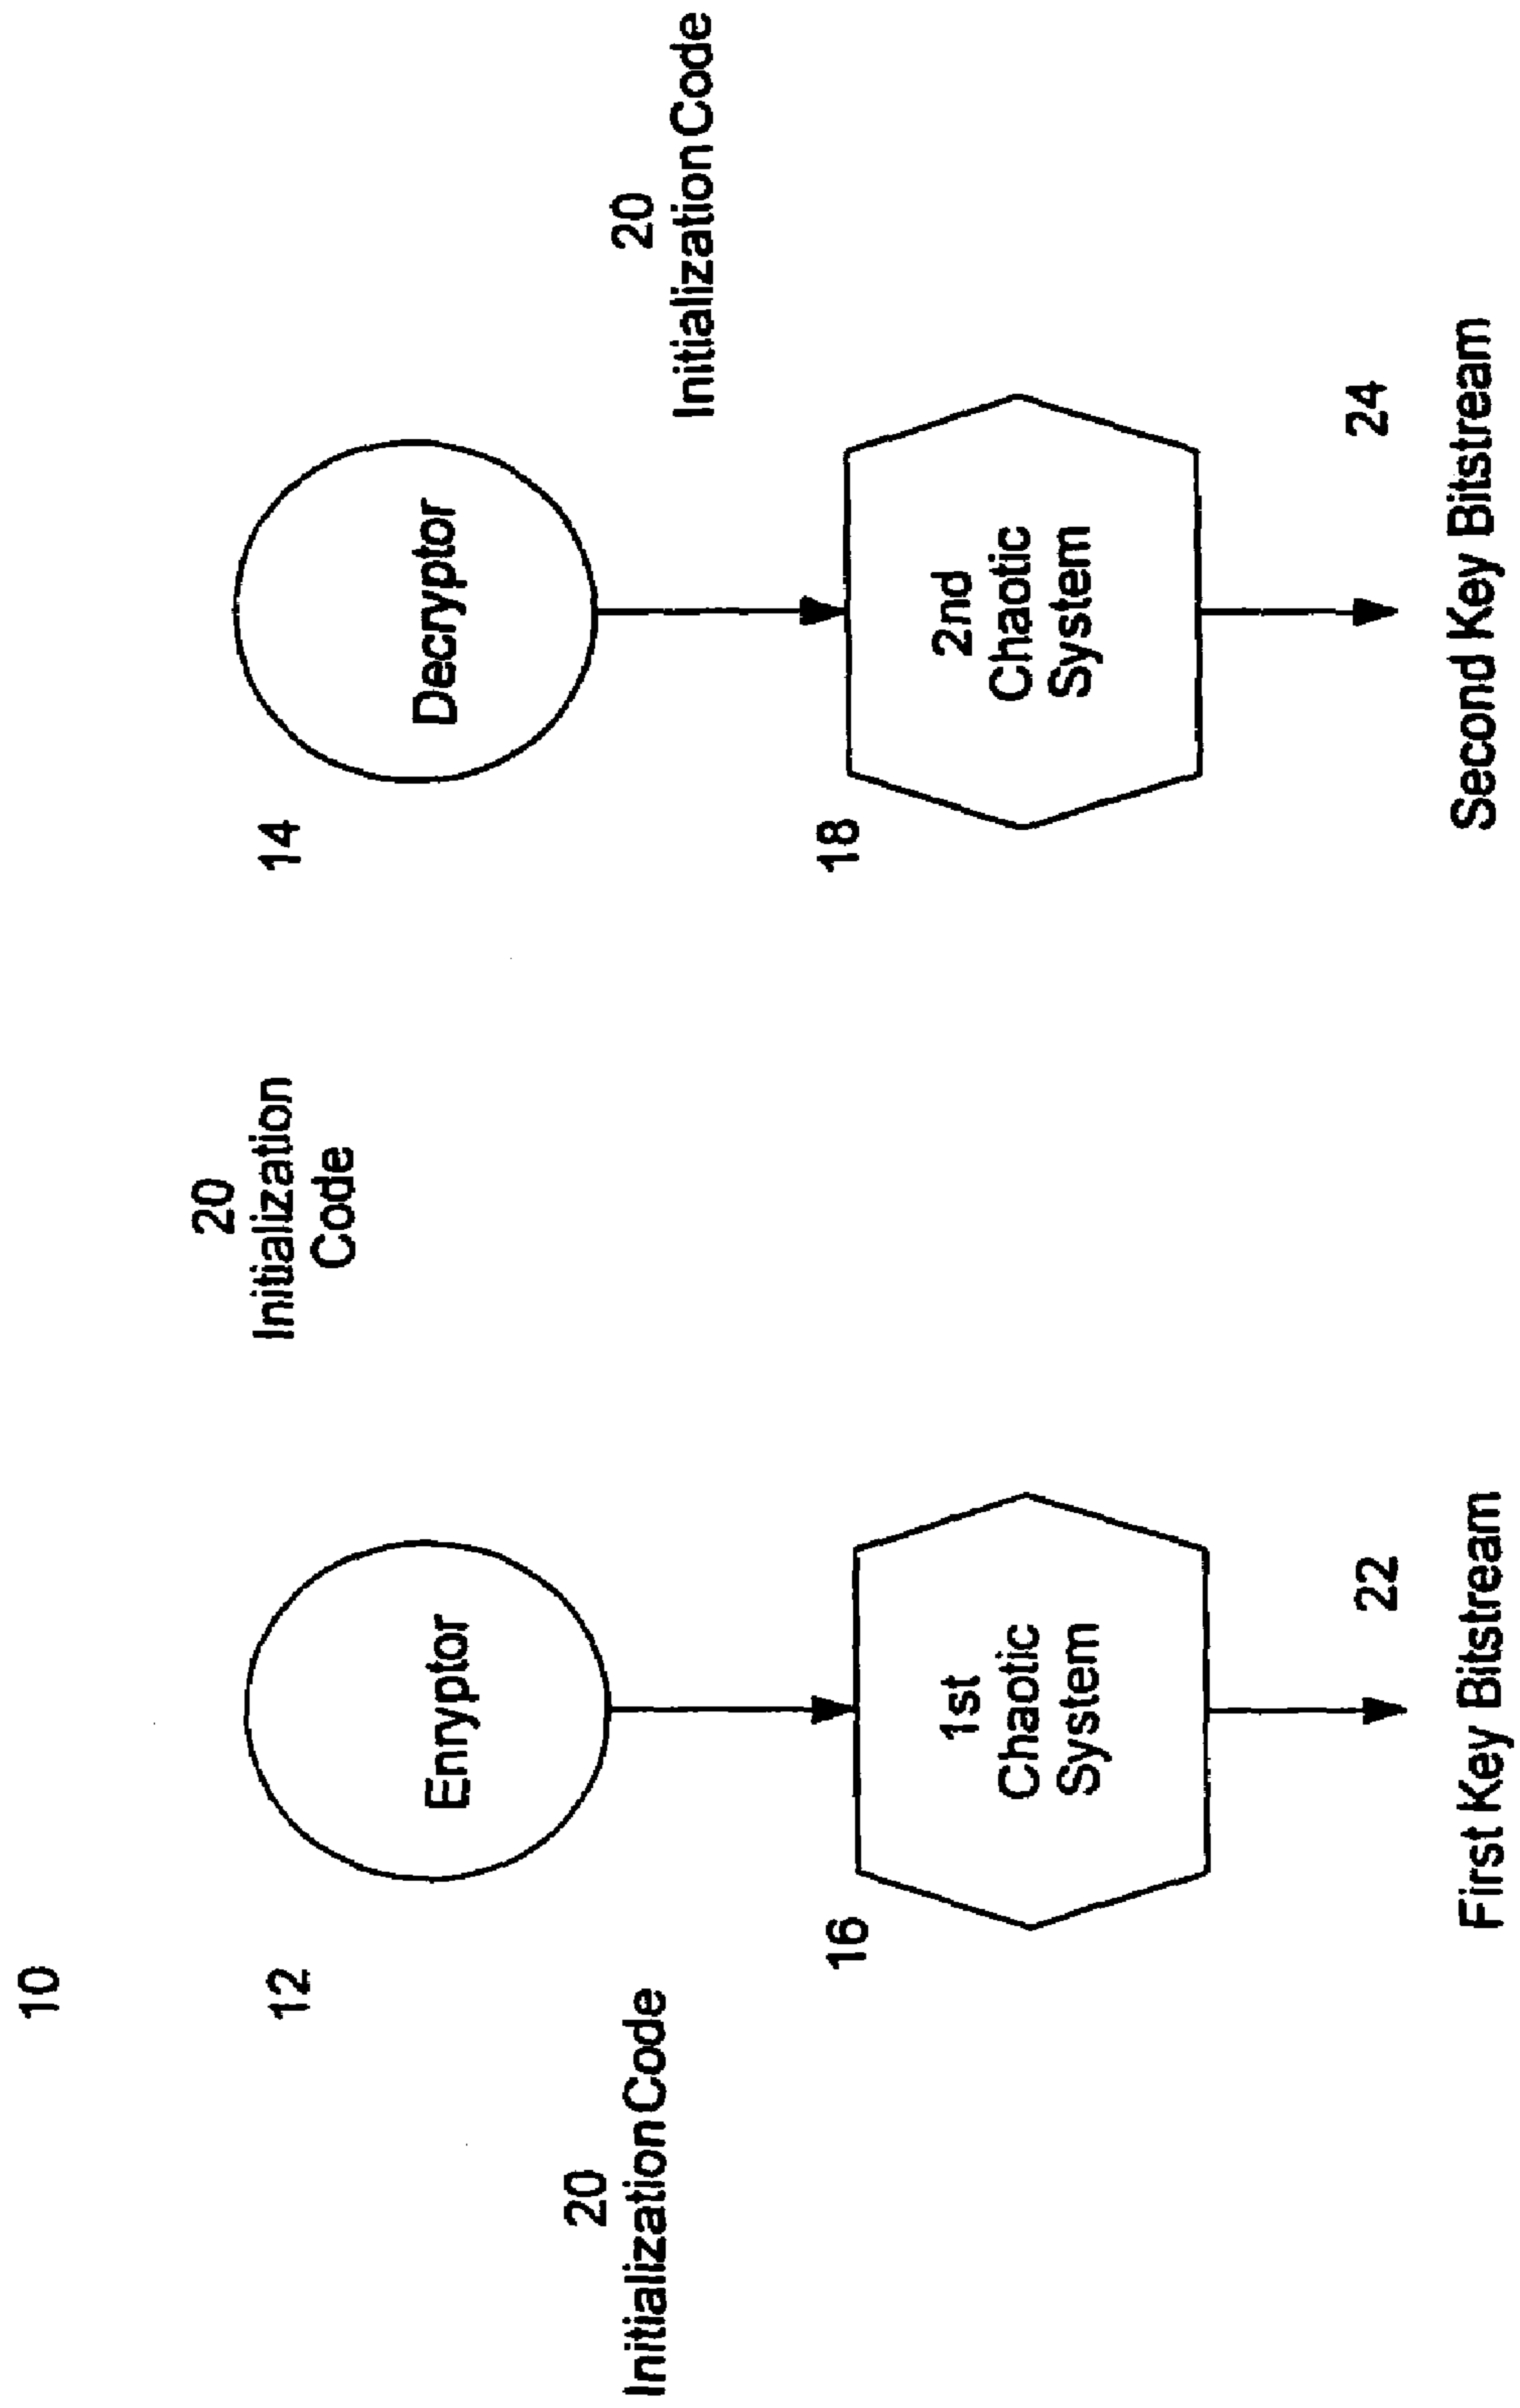 10
20
Initialization
Code
12
Enryptor
14
Decryptor
20
Initialization Code
20
Initialization Code
16
1st
Chaotic
System
18
2nd
Chaotic
System
22
First Key Bitstream
24
Second Key Bitstream